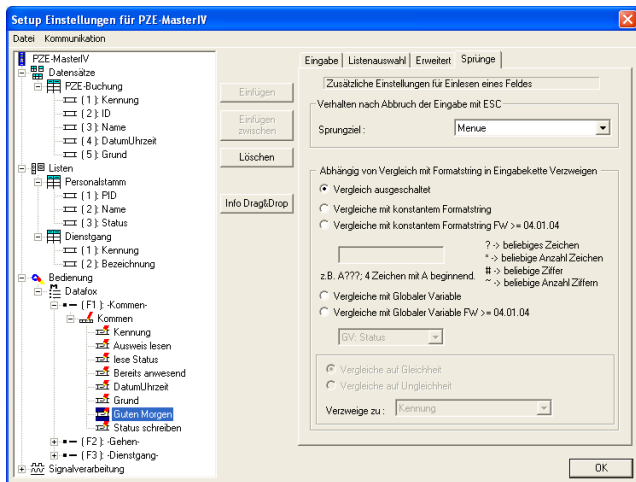 Setup Einstellungen für PZE-MasterIV
Datei Kommunikation
PZE-MasterIV
Datensätze
PZE-Buchung
( 1 ): Kennung
( 2 ): ID
( 3 ): Name
( 4 ): DatumUhrzeit
( 5 ): Grund
Listen
Personalstamm
( 1 ): PID
( 2 ): Name
( 3 ): Status
Dienstgang
( 1 ): Kennung
( 2 ): Bezeichnung
Bedienung
Datafox
(F1 ): -Kommen-
Kommen
Kennung
Ausweis lesen
lese Status
Bereits anwesend
DatumUhrzeit
Grund
Guten Morgen
Status schreiben
(F2 ): -Gehen-
(F3 ): -Dienstgang-
Signalverarbeitung
Einfügen
Einfügen
zwischen
Löschen
Info Drag&Drop
Eingabe Listenauswahl Erweitert Sprünge
Zusätzliche Einstellungen für Einlesen eines Feldes
Verhalten nach Abbruch der Eingabe mit ESC
Sprungziel : Menue
Abhängig von Vergleich mit Formatstring in Eingabekette Verzweigen
Vergleich ausgeschaltet
Vergleiche mit konstantem Formatstring
Vergleiche mit konstantem Formatstring FW >= 04.01.04
? -> beliebiges Zeichen
* -> beliebige Anzahl Zeichen
# -> beliebige Ziffer
~ -> beliebige Anzahl Ziffern
z.B. A???; 4 Zeichen mit A beginnend.
Vergleiche mit Globaler Variable
Vergleiche mit Globaler Variable FW >= 04.01.04
GV: Status
Vergleiche auf Gleichheit
Vergleiche auf Ungleichheit
Verzweige zu : Kennung
OK